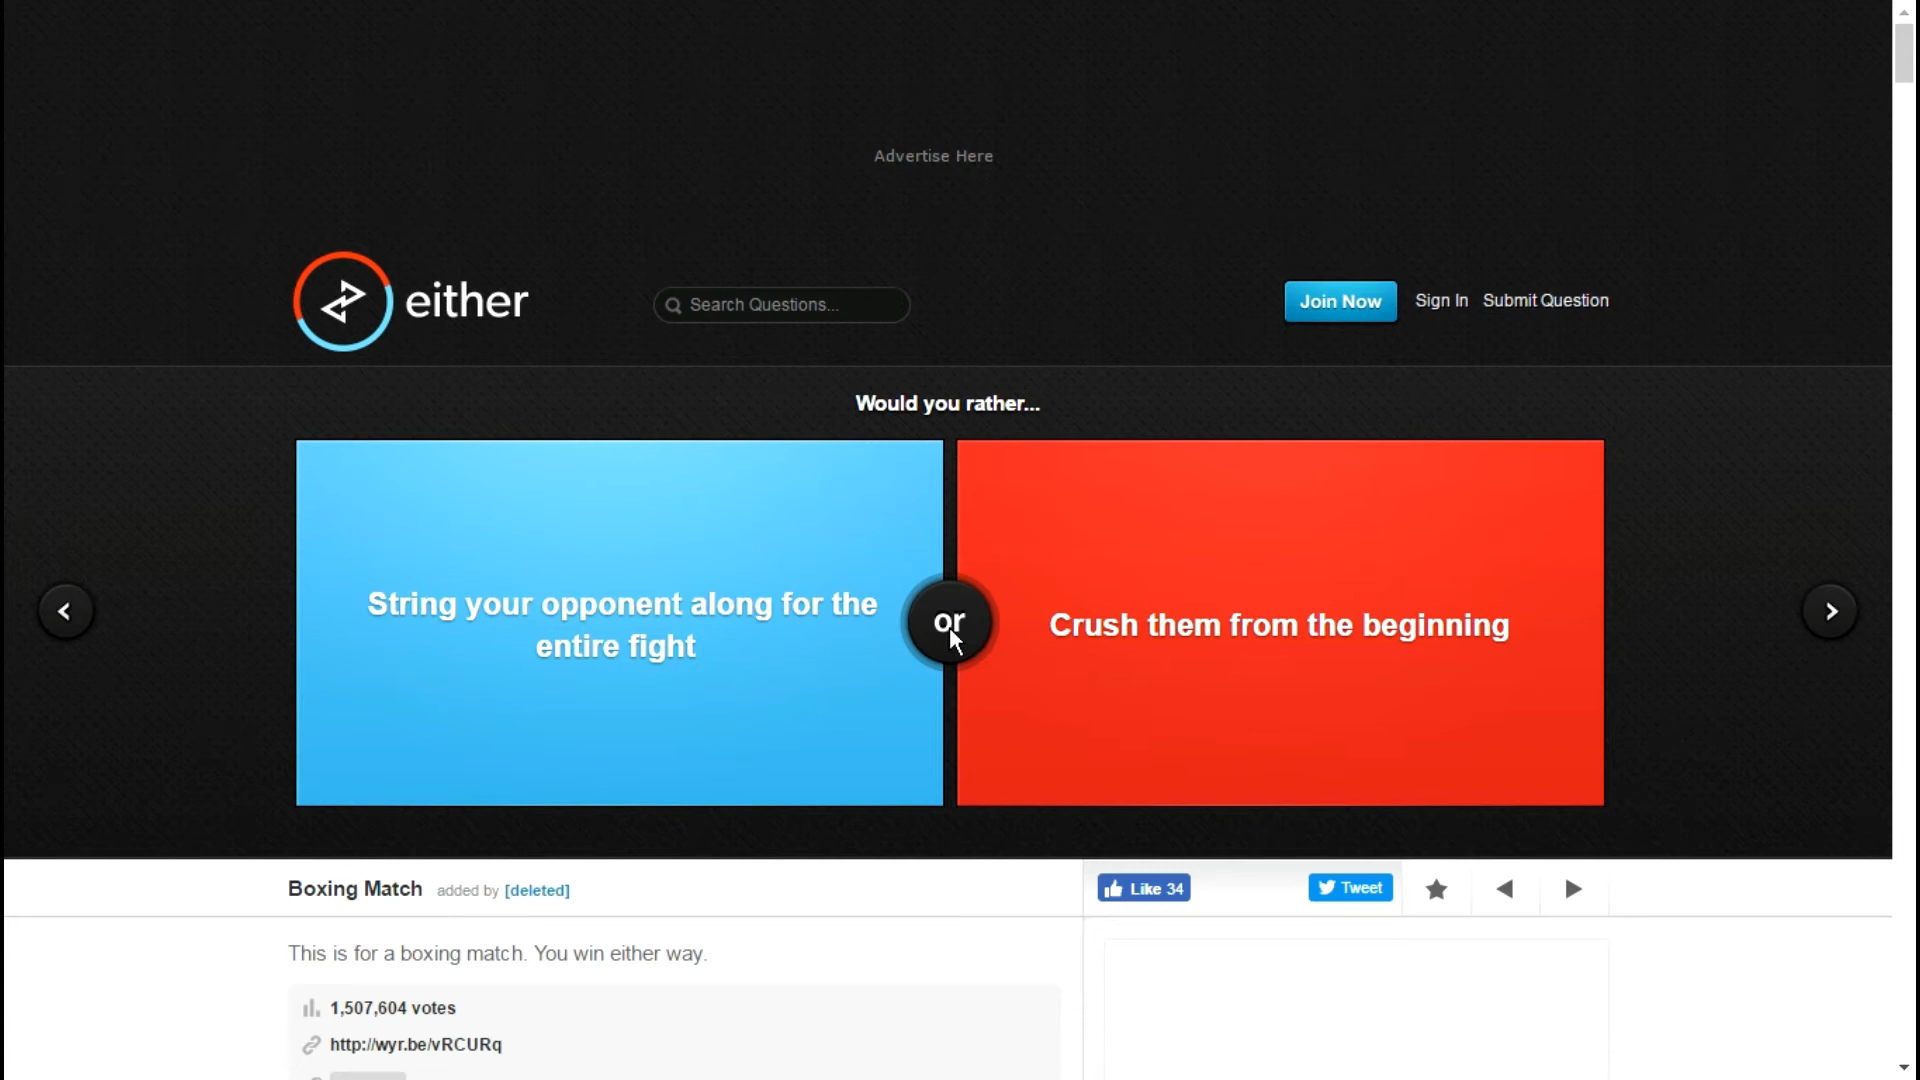 Advertise Here
either
Search Questions...
Join Now Sign In Submit Question
Would you rather...
String your opponent along for the
entire fight
or
Crush them from the beginning
Boxing Match added by [deleted]
Like 34
Tweet
This is for a boxing match. You win either way.
1,507,604 votes
http://wyr.be/vRCURq